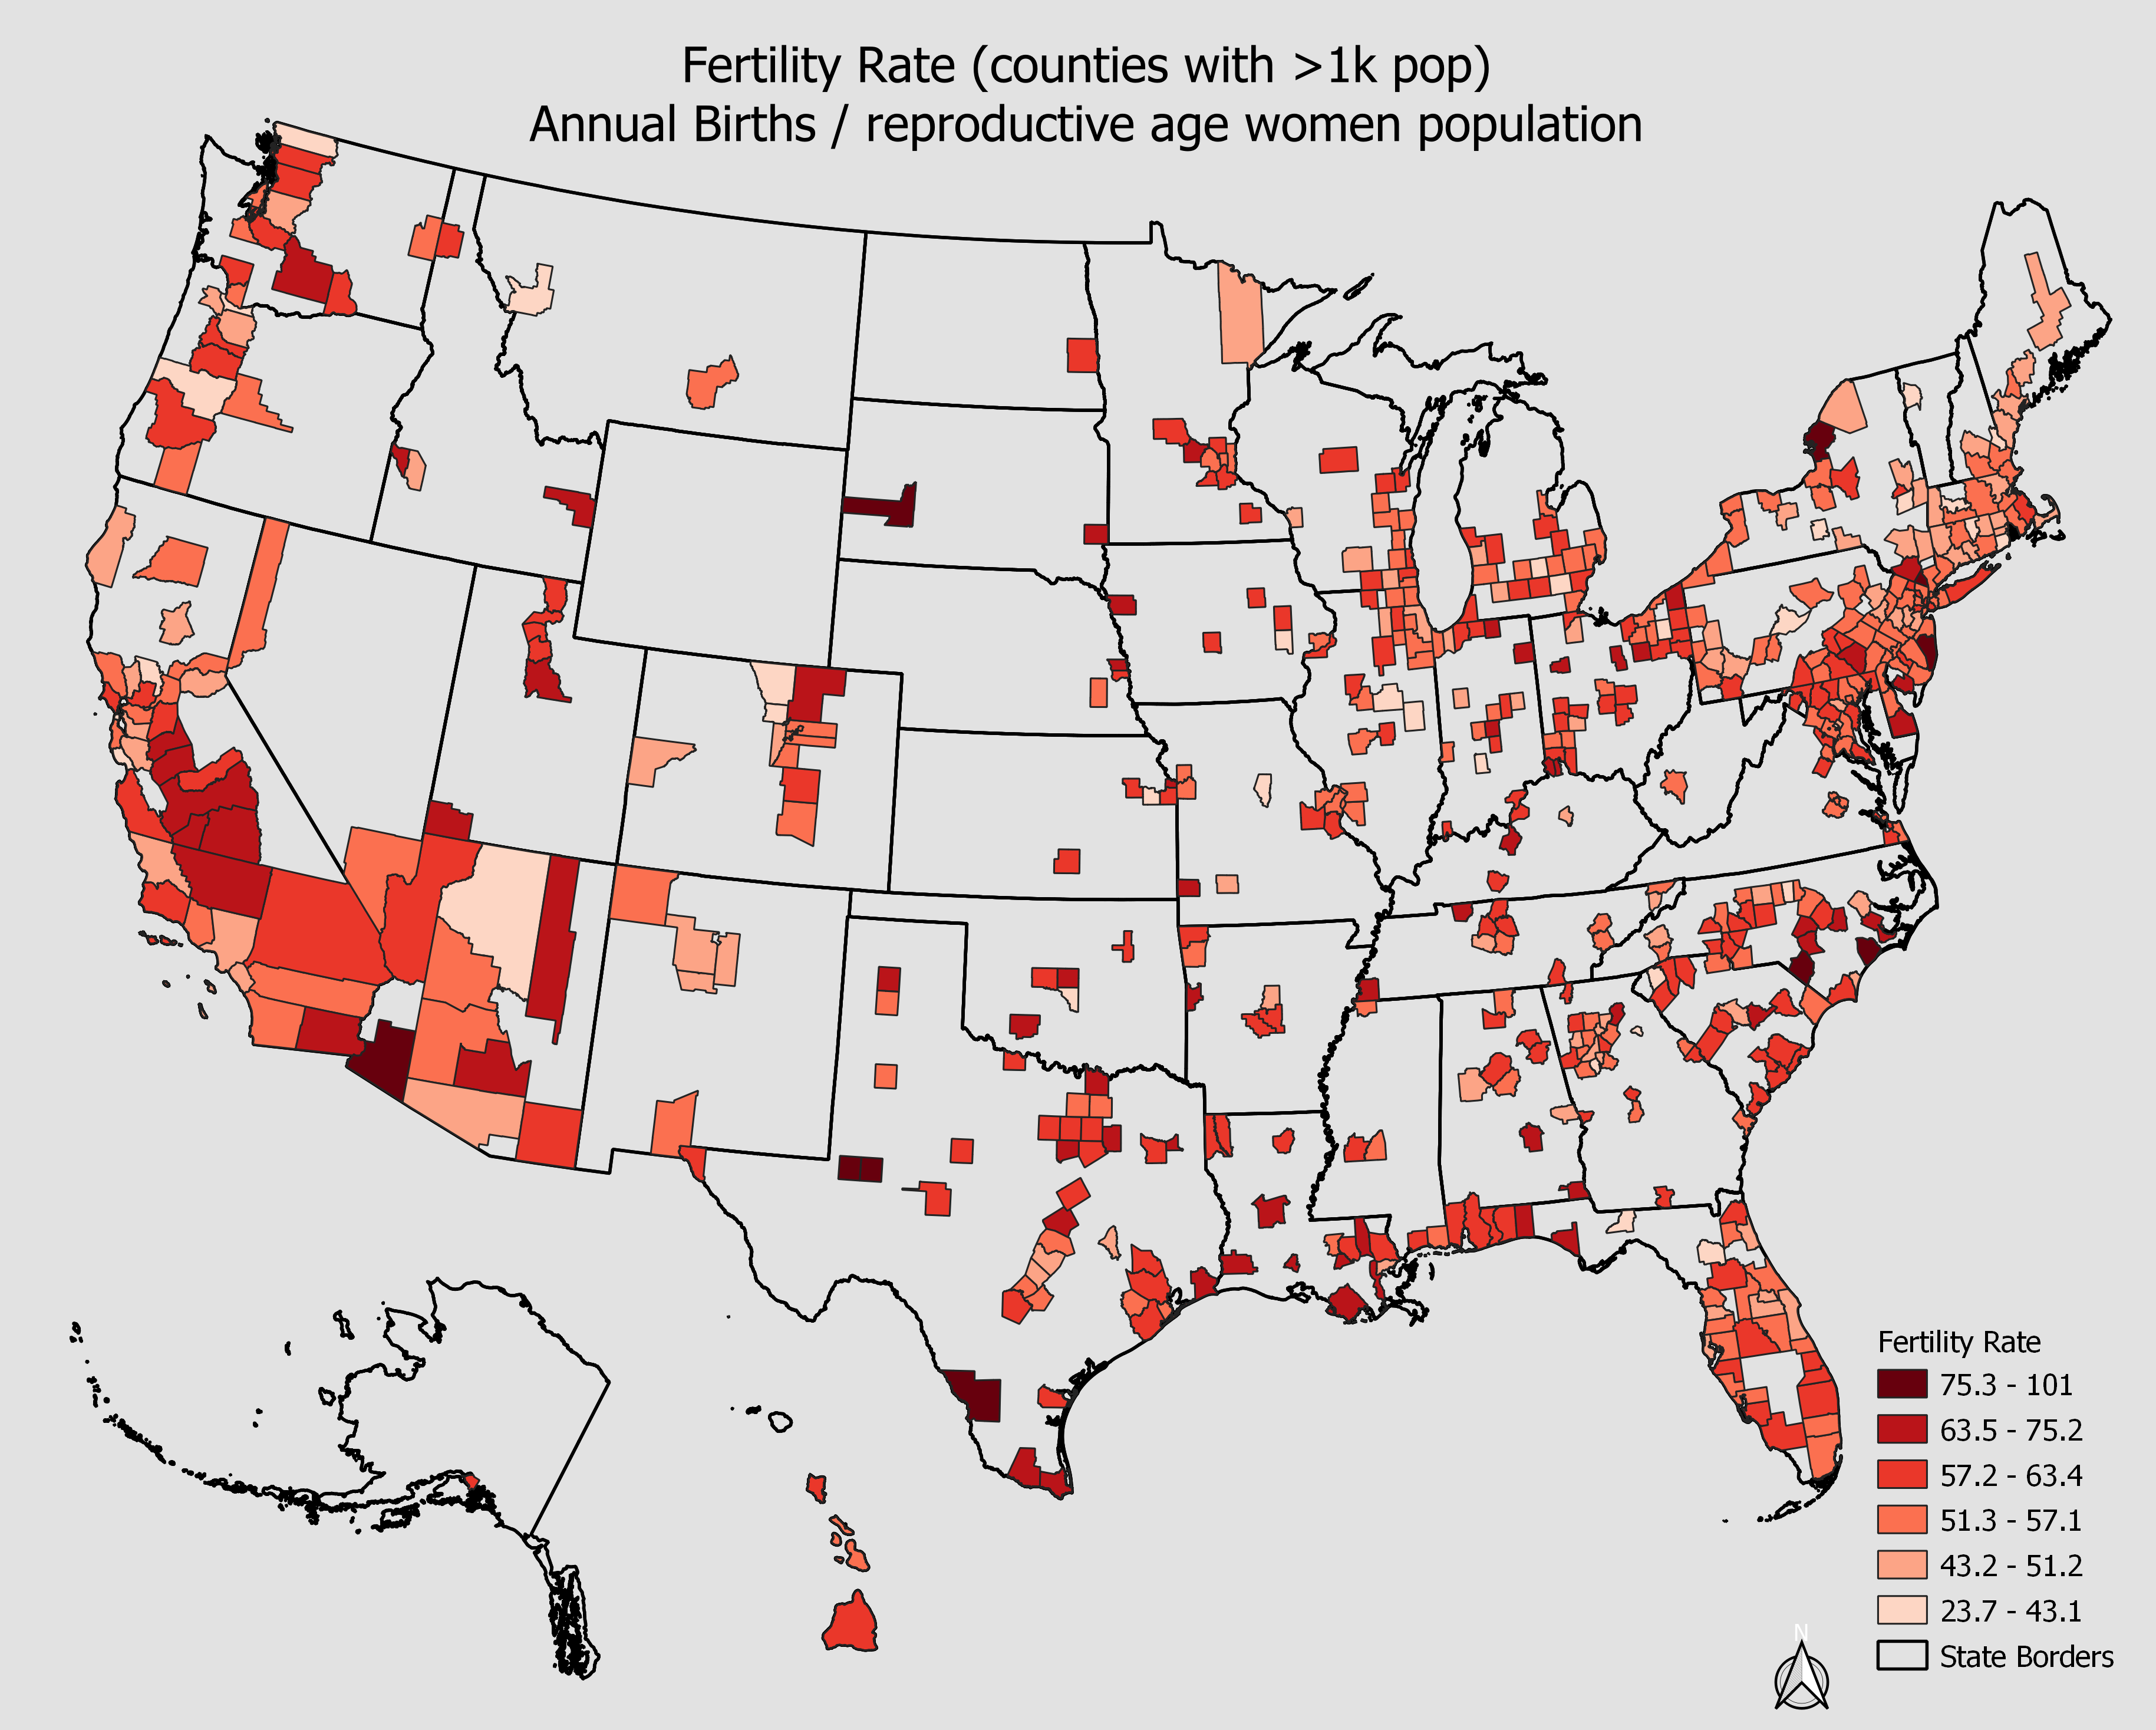 Fertility Rate (counties with >1k pop)
Annual Births / reproductive age women population
Fertility Rate
75.3 - 101
63.5 - 75.2
57.2 - 63.4
51.3 - 57.1
43.2 - 51.2
23.7 - 43.1
N
State Borders